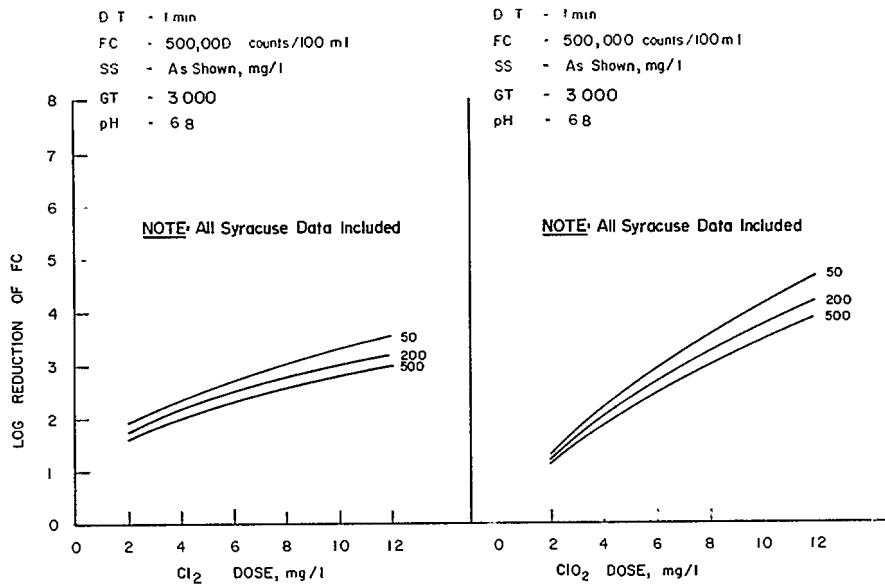 D T - 1 min
FC - 500,000 counts/100 ml
SS - As Shown, mg/l
GT - 3000
pH - 6 8
D T - 1 min
FC - 500,000 counts/100 ml
SS - As Shown, mg/l
GT - 3000
pH - 6 8
8
7
6
5
4
3
2
1
0
LOG REDUCTION OF FC
NOTE: All Syracuse Data Included
50
200
500
0 2 4 6 8 10 12
Cl2 DOSE, mg/l
NOTE: All Syracuse Data Included
50
200
500
0 2 4 6 8 10 12
ClO2 DOSE, mg/l